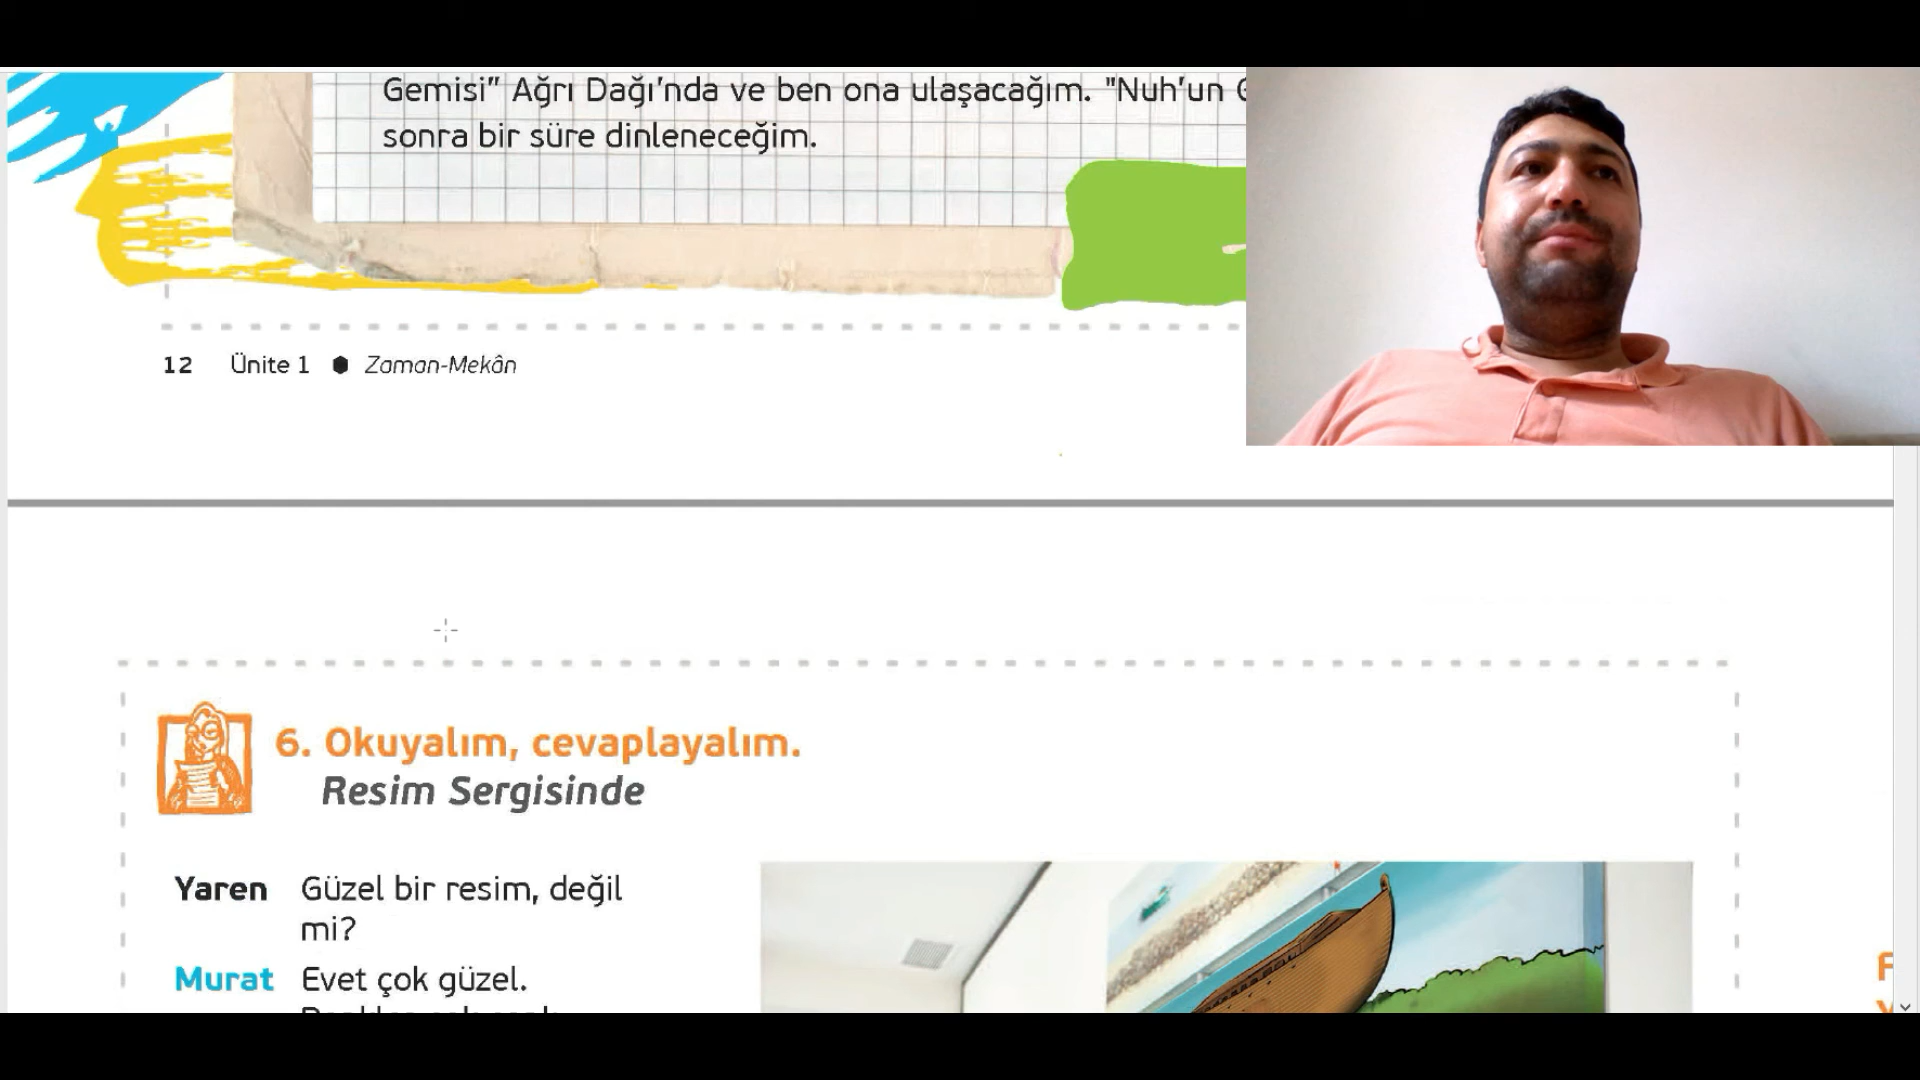 Gemisi" Ağrı Dağı'nda ve ben ona ulaşacağım. "Nuh'un
sonra bir süre dinleneceğim.
12 Ünite 1 Zaman-Mekân
6. Okuyalım, cevaplayalım.
Resim Sergisinde
Yaren Güzel bir resim, değil
mi?
Murat Evet çok güzel.